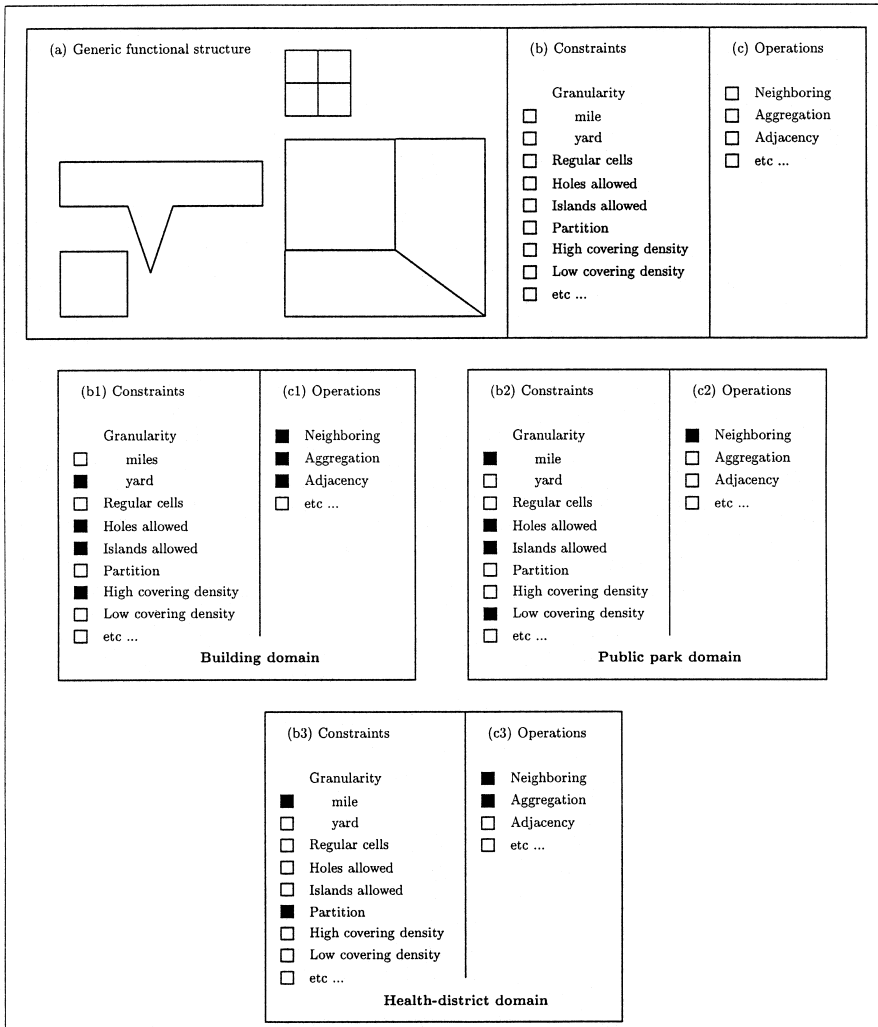 (a) Generic functional structure
(b) Constraints
Granularity
mile
yard
Regular cells
Holes allowed
Islands allowed
Partition
High covering density
Low covering density
etc ...
(c) Operations
Neighboring
Aggregation
Adjacency
etc ...
(b1) Constraints
Granularity
miles
yard
Regular cells
Holes allowed
Islands allowed
Partition
High covering density
Low covering density
etc ...
(c1) Operations
Neighboring
Aggregation
Adjacency
etc ...
Building domain
(b2) Constraints
Granularity
mile
yard
Regular cells
Holes allowed
Islands allowed
Partition
High covering density
Low covering density
etc ...
(c2) Operations
Neighboring
Aggregation
Adjacency
etc ...
Public park domain
(b3) Constraints
Granularity
mile
yard
Regular cells
Holes allowed
Islands allowed
Partition
High covering density
Low covering density
etc ...
(c3) Operations
Neighboring
Aggregation
Adjacency
etc ...
Health-district domain